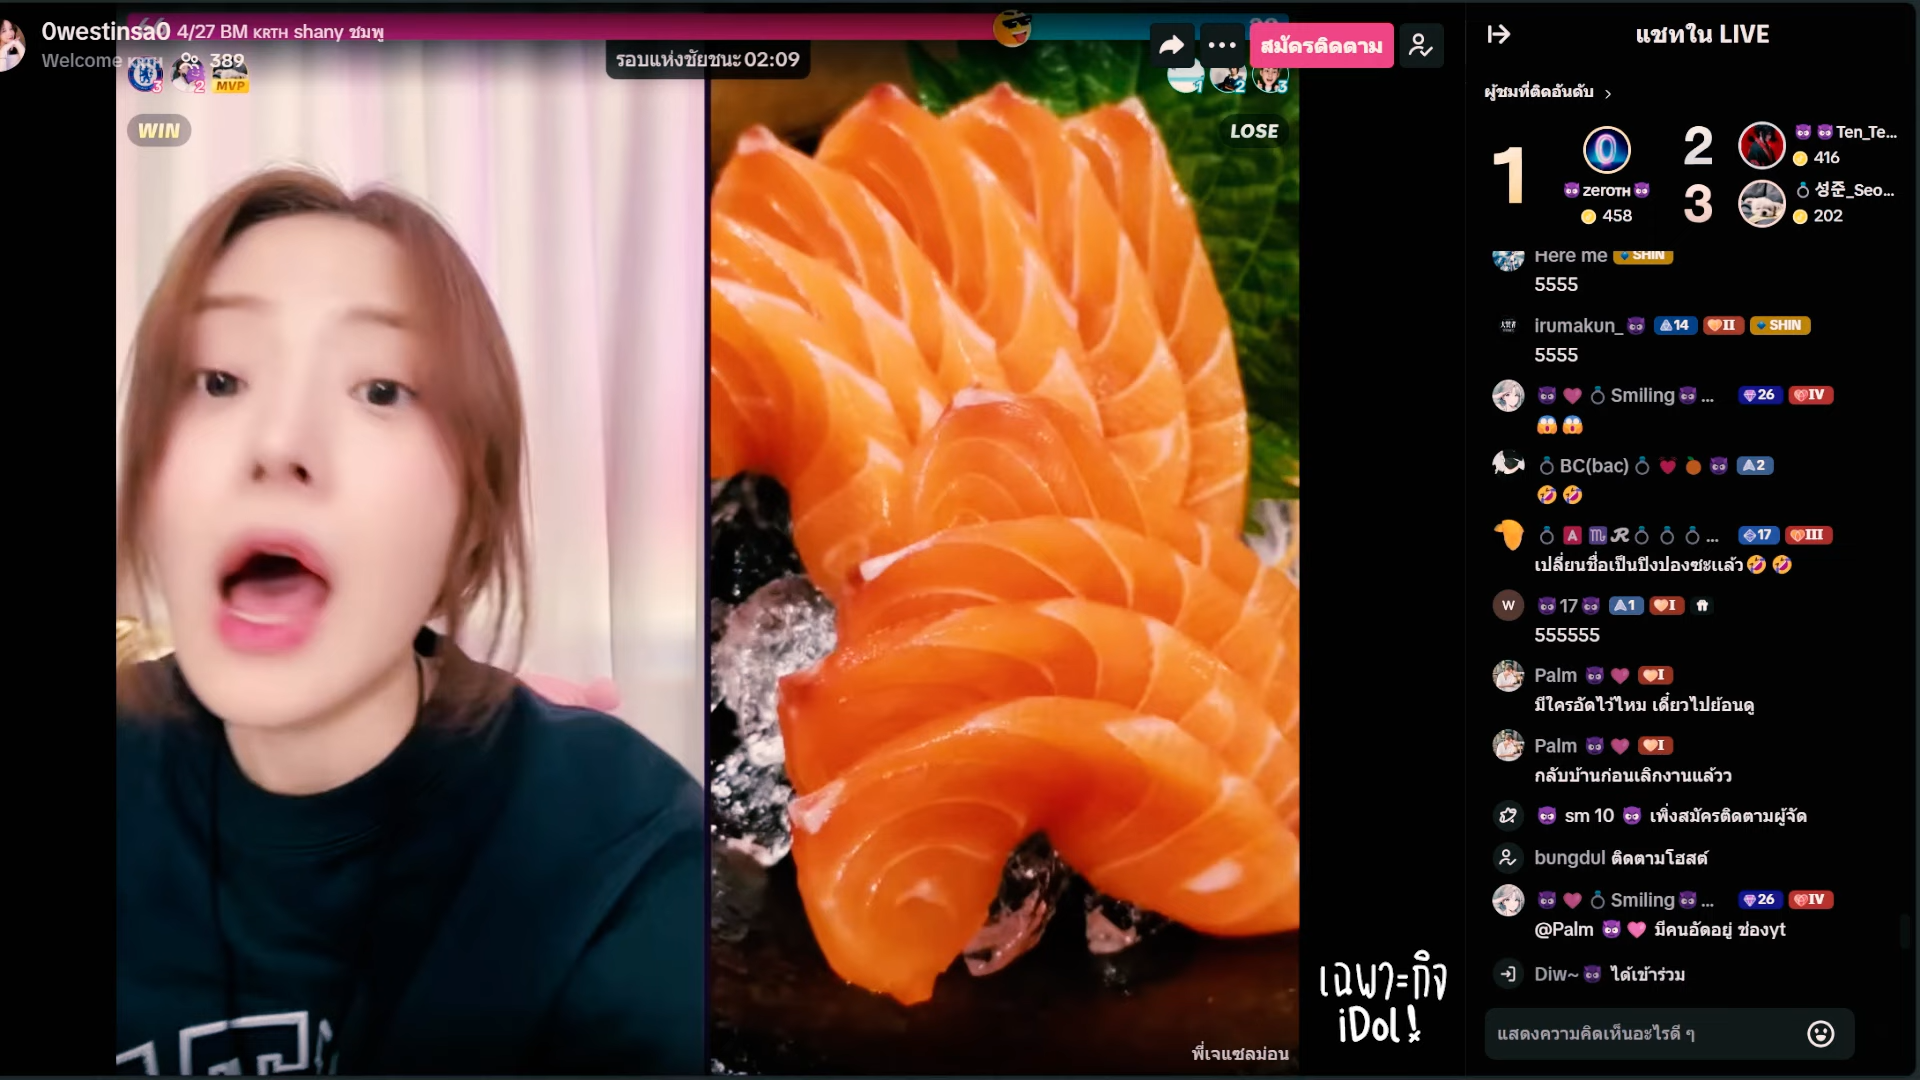 0westinsa0 4/27 BM ᴋʀᴛʜ shany ชมพู
Welcome ᴋʀᴛʜ
389
รอบแห่งชัยชนะ 02:09
สมัครติดตาม
3 2 MVP
1 2 3
WIN
LOSE
แชทใน LIVE
ผู้ชมที่ติดอันดับ >
1
zeroᴛʜ
458
2
Ten_Te...
416
3
성준_Seo...
202
Here me SHIN
5555
irumakun_ 14 II SHIN
5555
Smiling ... 26 IV
BC(bac) 2
A m R ... 17 III
เปลี่ยนชื่อเป็นปิงปองซะแล้ว
W 17 1 I
555555
Palm I
มีใครอัดไว้ไหม เดี๋ยวไปย้อนดู
Palm I
กลับบ้านก่อนเลิกงานแล้วว
sm 10 เพิ่งสมัครติดตามผู้จัด
bungdul ติดตามโฮสต์
Smiling ... 26 IV
@Palm มีคนอัดอยู่ ช่องyt
Diw~ ได้เข้าร่วม
แสดงความคิดเห็นอะไรดี ๆ
เฉพาะกิจ
iDol!
พี่เจแซลม่อน